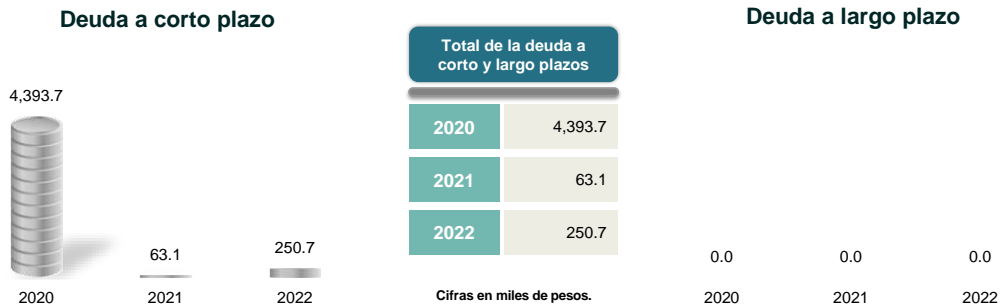 Deuda a corto plazo
4,393.7
63.1
250.7
2020 2021 2022
Total de la deuda a
corto y largo plazos
2020 4,393.7
2021 63.1
2022 250.7
Cifras en miles de pesos.
Deuda a largo plazo
0.0 0.0 0.0
2020 2021 2022